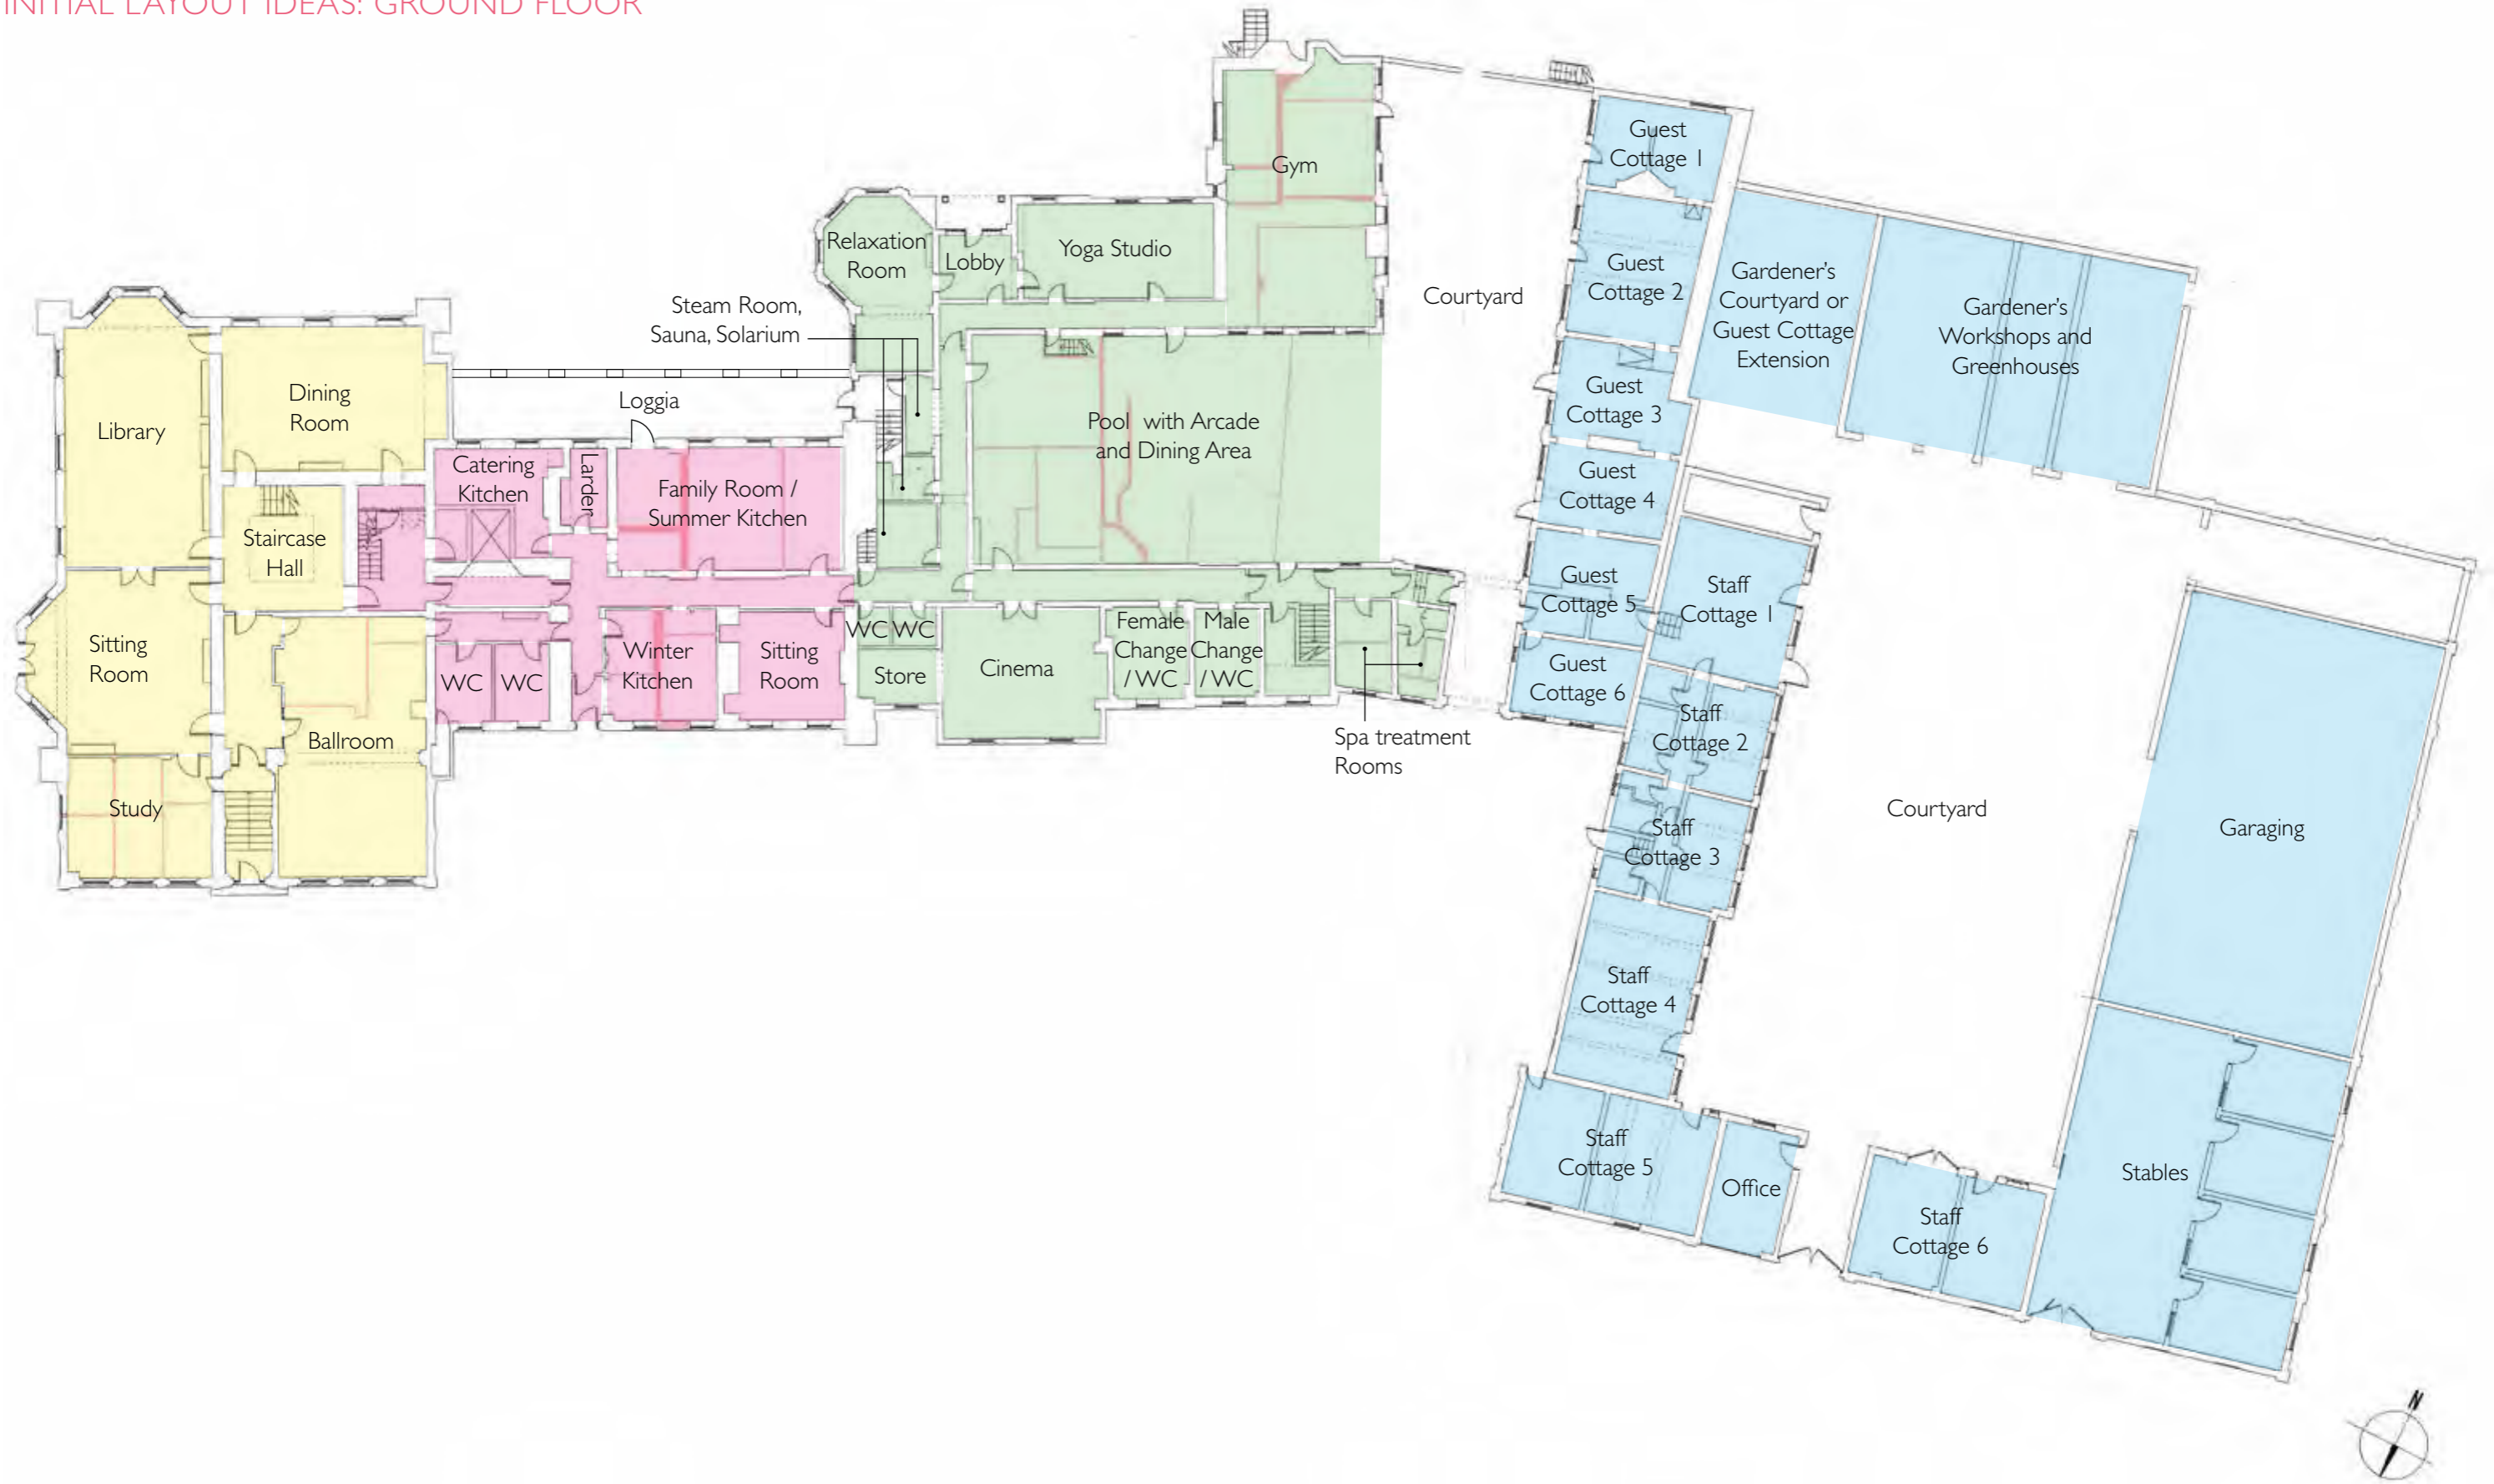 INITIAL LAYOUT IDEAS: GROUND FLOOR
Library
Dining
Room
Staircase
Hall
Sitting
Room
Study
Ballroom
Loggia
Catering
Kitchen
Larder
Family Room /
Summer Kitchen
WC
WC
Winter
Kitchen
Sitting
Room
Steam Room,
Sauna, Solarium
Relaxation
Room
Lobby
Yoga Studio
Gym
Pool with Arcade
and Dining Area
WC
WC
Store
Cinema
Female
Change
/ WC
Male
Change
/ WC
Spa treatment
Rooms
Courtyard
Guest
Cottage 1
Guest
Cottage 2
Guest
Cottage 3
Guest
Cottage 4
Guest
Cottage 5
Guest
Cottage 6
Gardener's
Courtyard or
Guest Cottage
Extension
Gardener's
Workshops and
Greenhouses
Staff
Cottage 1
Staff
Cottage 2
Staff
Cottage 3
Staff
Cottage 4
Staff
Cottage 5
Office
Staff
Cottage 6
Courtyard
Garaging
Stables
N